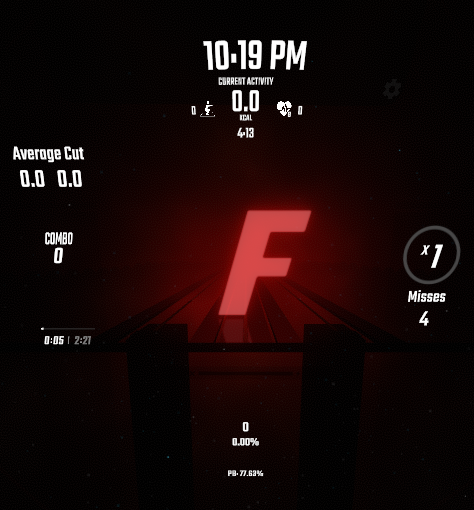 10:19 PM
CURRENT ACTIVITY
0 0.0 0
KCAL
4:13
Average Cut
0.0 0.0
COMBO
0
F
x1
Misses
4
0:05 | 2:27
0
0.00%
PB: 77.63%